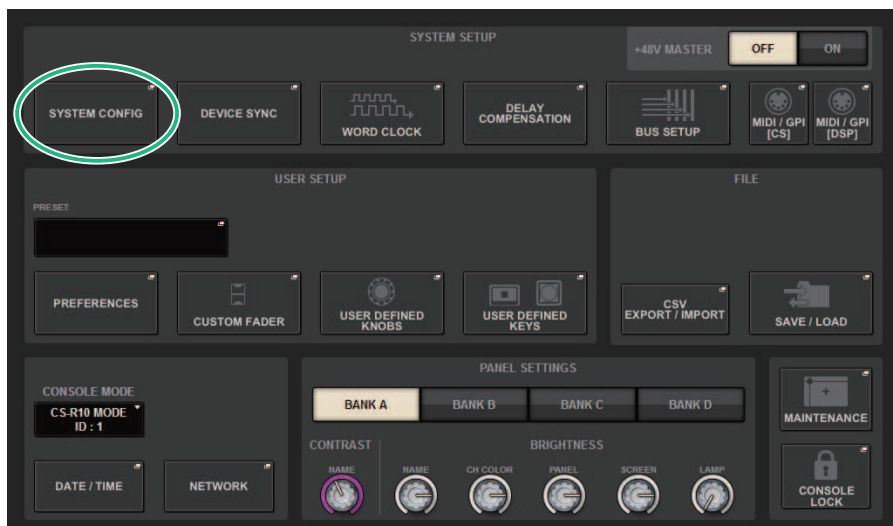 SYSTEM SETUP
+48V MASTER
OFF
ON
SYSTEM CONFIG
DEVICE SYNC
WORD CLOCK
DELAY
COMPENSATION
BUS SETUP
MIDI / GPI
[CS]
MIDI / GPI
[DSP]
USER SETUP
PRESET
PREFERENCES
CUSTOM FADER
USER DEFINED
KNOBS
USER DEFINED
KEYS
FILE
CSV
EXPORT / IMPORT
SAVE / LOAD
CONSOLE MODE
CS-R10 MODE
ID : 1
DATE / TIME
NETWORK
PANEL SETTINGS
BANK A
BANK B
BANK C
BANK D
CONTRAST
BRIGHTNESS
NAME
NAME
CH COLOR
PANEL
SCREEN
LAMP
MAINTENANCE
CONSOLE
LOCK